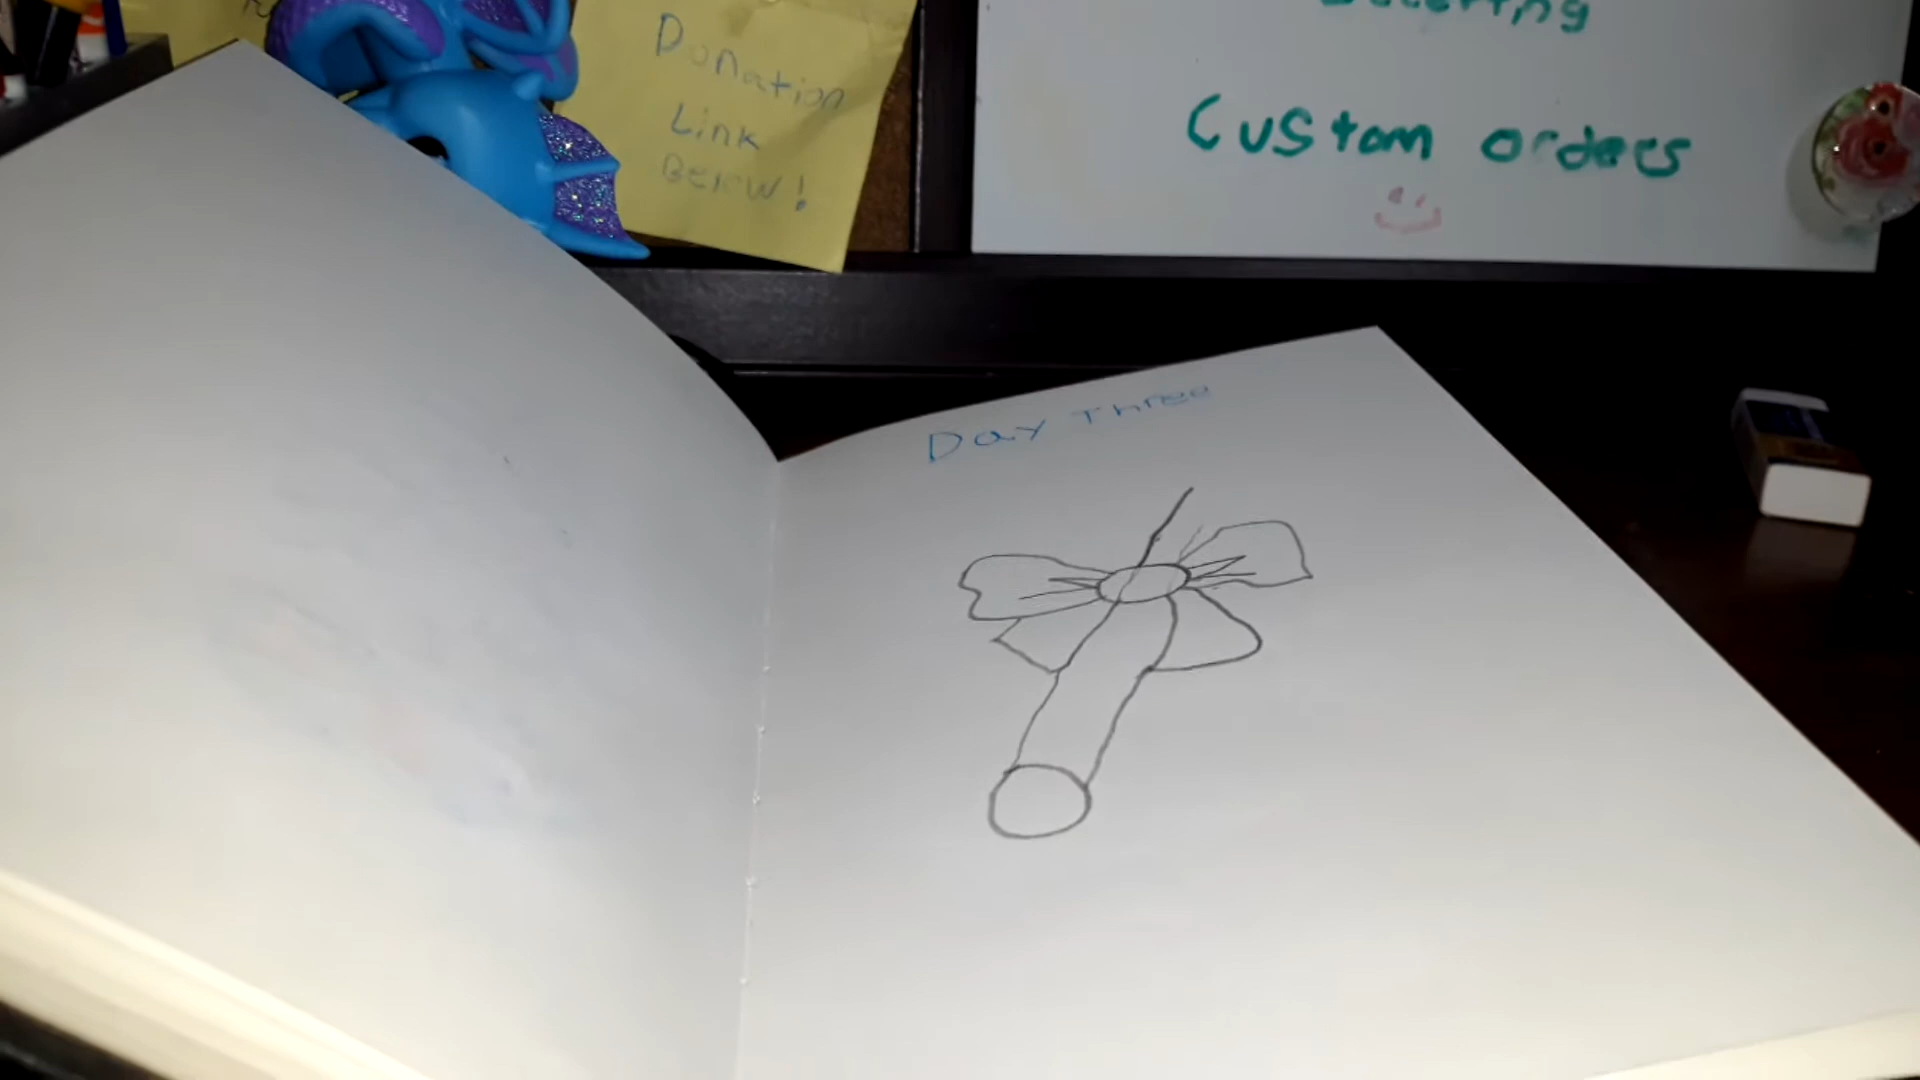 Donation
Link
Below!
Custom orders
Day Three